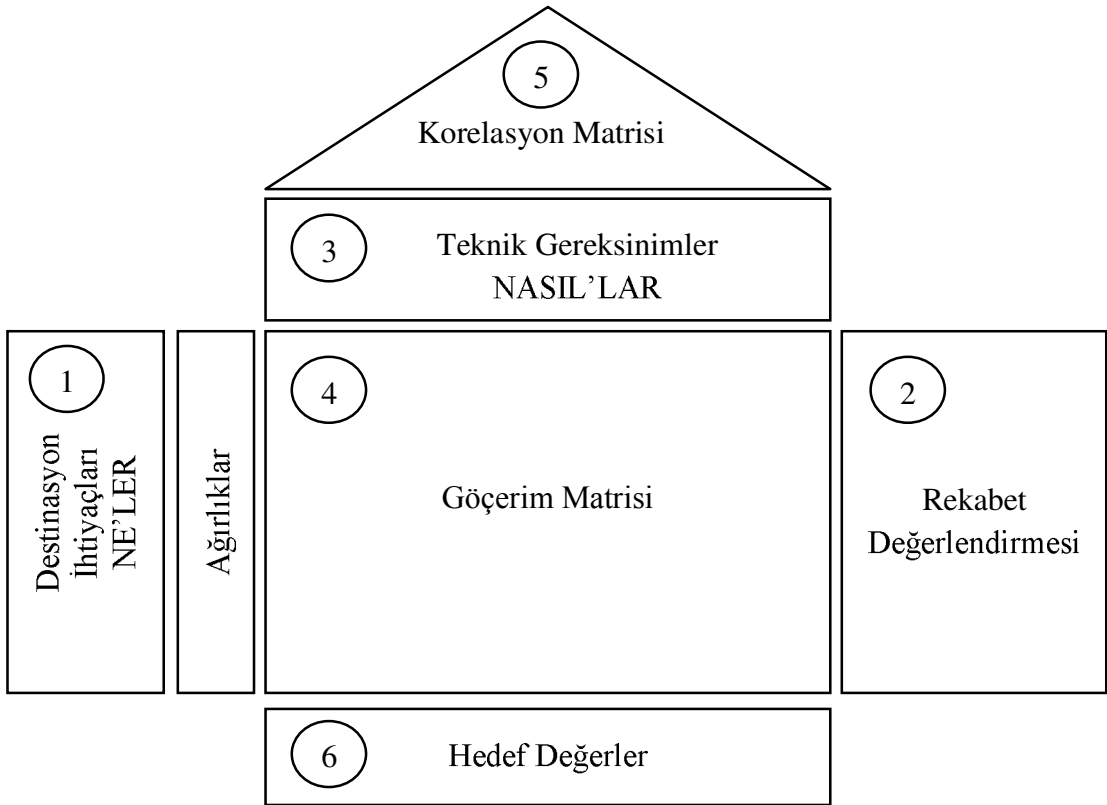 5
Korelasyon Matrisi
3
Teknik Gereksinimler
NASIL’LAR
1
Destinasyon
İhtiyaçları
NE’LER
Ağırlıklar
4
Göçerim Matrisi
2
Rekabet
Değerlendirmesi
6
Hedef Değerler